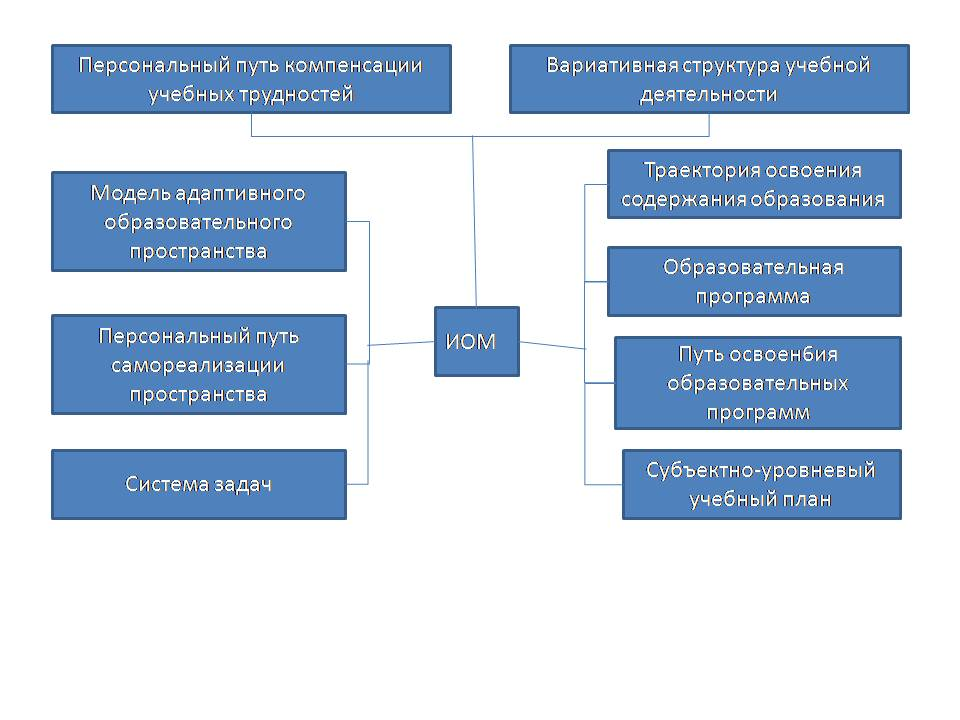 Персональный путь компенсации
учебных трудностей
Вариативная структура учебной
деятельности
Модель адаптивного
образовательного
пространства
Персональный путь
самореализации
пространства
Система задач
ИОМ
Траектория освоения
содержания образования
Образовательная
программа
Путь освоен6ия
образовательных
программ
Субъектно-уровневый
учебный план